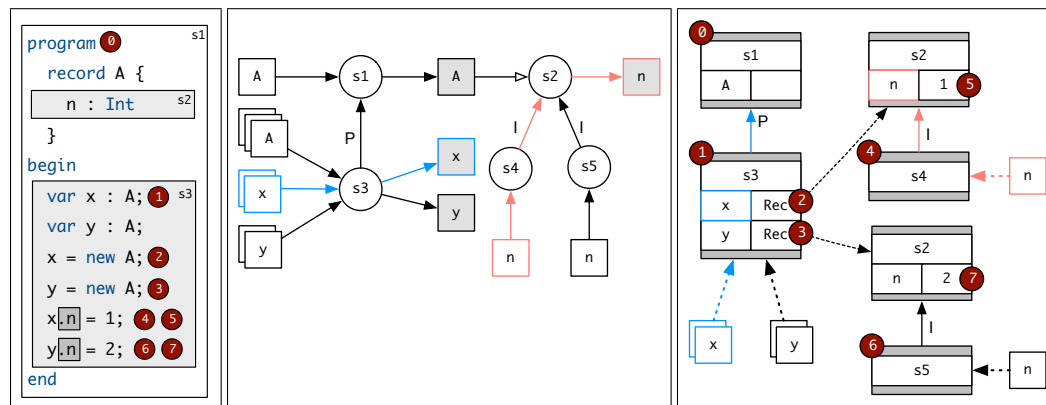 program 0 s1
record A {
n : Int s2
}
begin
var x : A; 1 s3
var y : A;
x = new A; 2
y = new A; 3
x.n = 1; 4 5
y.n = 2; 6 7
end
A s1 A s2 n
P I I
A
x s3 x s4 s5
y y
n n
0
s1 s2
A n 1 5
P I
1 4
s3 s4 n
x Rec 2
y Rec 3
s2
n 2 7
I
x y 6
s5 n